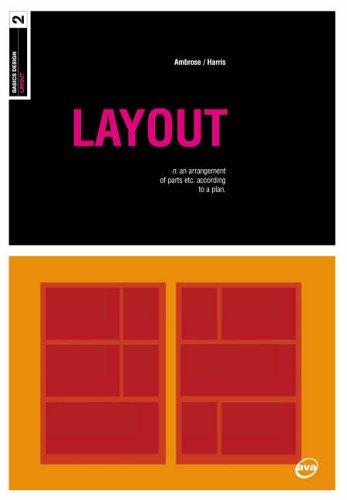 2
BASICS DESIGN
LAYOUT
Ambrose / Harris
LAYOUT
n. an arrangement
of parts etc. according
to a plan.
ava